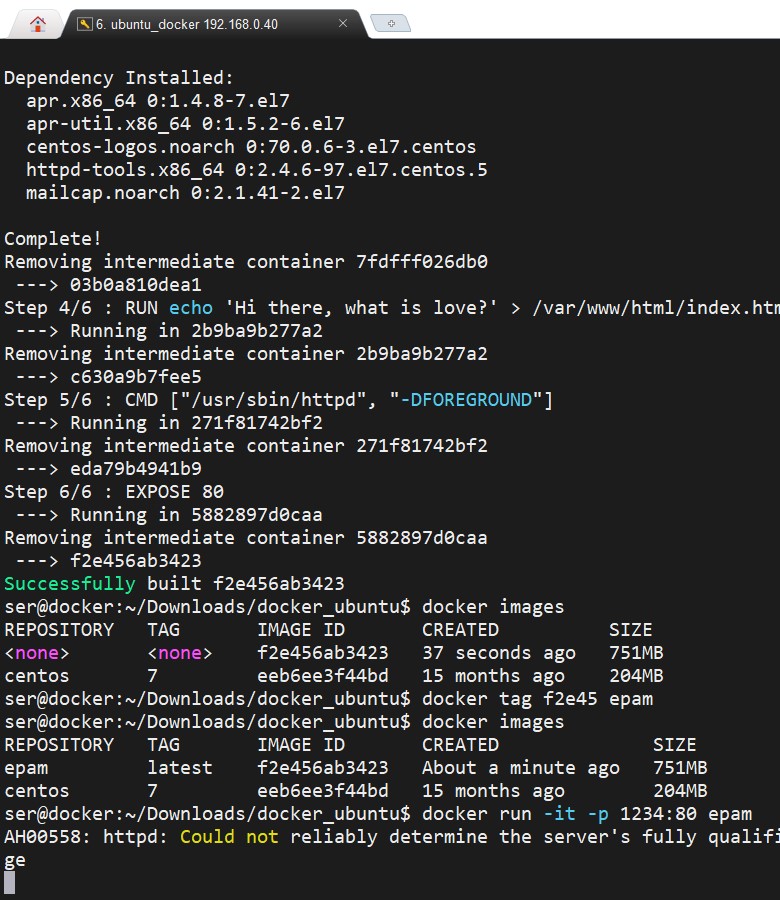 6. ubuntu_docker 192.168.0.40
Dependency Installed:
  apr.x86_64 0:1.4.8-7.el7
  apr-util.x86_64 0:1.5.2-6.el7
  centos-logos.noarch 0:70.0.6-3.el7.centos
  httpd-tools.x86_64 0:2.4.6-97.el7.centos.5
  mailcap.noarch 0:2.1.41-2.el7
Complete!
Removing intermediate container 7fdfff026db0
 ---> 03b0a810dea1
Step 4/6 : RUN echo 'Hi there, what is love?' > /var/www/html/index.htm
 ---> Running in 2b9ba9b277a2
Removing intermediate container 2b9ba9b277a2
 ---> c630a9b7fee5
Step 5/6 : CMD ["/usr/sbin/httpd", "-DFOREGROUND"]
 ---> Running in 271f81742bf2
Removing intermediate container 271f81742bf2
 ---> eda79b4941b9
Step 6/6 : EXPOSE 80
 ---> Running in 5882897d0caa
Removing intermediate container 5882897d0caa
 ---> f2e456ab3423
Successfully built f2e456ab3423
ser@docker:~/Downloads/docker_ubuntu$ docker images
REPOSITORY   TAG       IMAGE ID       CREATED          SIZE
<none>       <none>    f2e456ab3423   37 seconds ago   751MB
centos       7         eeb6ee3f44bd   15 months ago    204MB
ser@docker:~/Downloads/docker_ubuntu$ docker tag f2e45 epam
ser@docker:~/Downloads/docker_ubuntu$ docker images
REPOSITORY   TAG       IMAGE ID       CREATED              SIZE
epam         latest    f2e456ab3423   About a minute ago   751MB
centos       7         eeb6ee3f44bd   15 months ago        204MB
ser@docker:~/Downloads/docker_ubuntu$ docker run -it -p 1234:80 epam
AH00558: httpd: Could not reliably determine the server's fully qualifi
ge